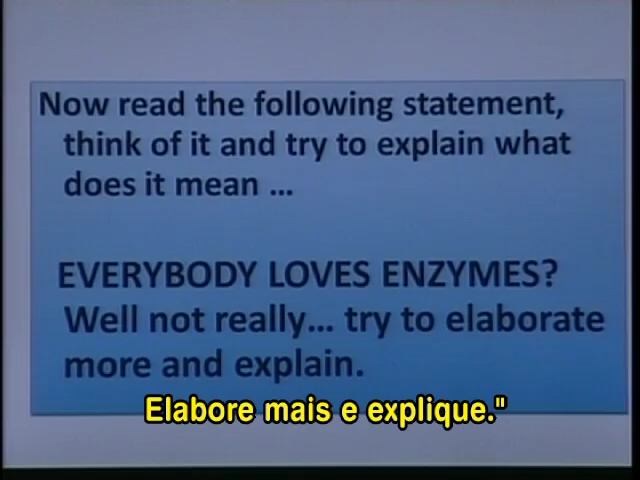 Now read the following statement,
think of it and try to explain what
does it mean ...
EVERYBODY LOVES ENZYMES?
Well not really... try to elaborate
more and explain.
Elabore mais e explique."